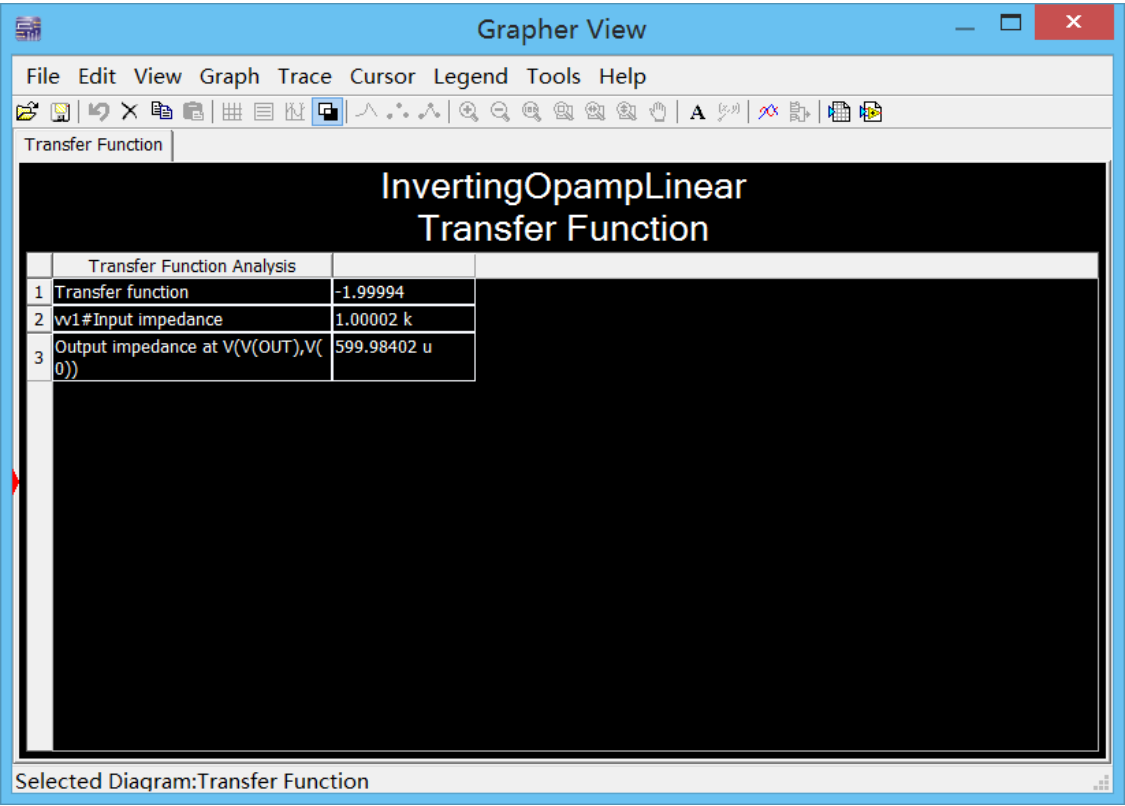 Grapher View
File Edit View Graph Trace Cursor Legend Tools Help
Transfer Function
InvertingOpampLinear
Transfer Function
Transfer Function Analysis
1 Transfer function -1.99994
2 vv1#Input impedance 1.00002 k
3 Output impedance at V(V(OUT),V( 599.98402 u
0))
Selected Diagram:Transfer Function